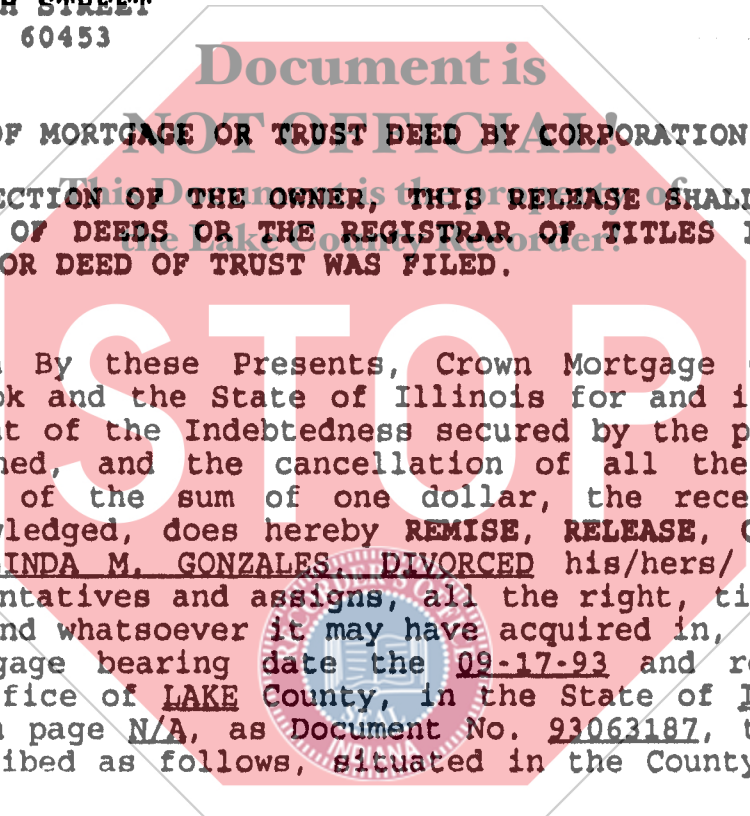 H STREET
60453
Document is
NOT OFFICIAL!
This Document is the property of
the Lake County Recorder!
OF MORTGAGE OR TRUST DEED BY CORPORATION
ECTION OF THE OWNER, THIS RELEASE SHALL
OF DEEDS OR THE REGISTRAR OF TITLES
OR DEED OF TRUST WAS FILED.
STOP
By these Presents, Crown Mortgage
ok and the State of Illinois for and i
t of the Indebtedness secured by the p
ned, and the cancellation of all the
of the sum of one dollar, the rece
ledged, does hereby REMISE, RELEASE,
INDA M. GONZALES, DIVORCED his/hers/
ntatives and assigns, all the right, ti
nd whatsoever it may have acquired in,
gage bearing date the 09-17-93 and r
fice of LAKE County, in the State of
page N/A, as Document No. 93063187,
ibed as follows, situated in the County
RECORDER'S
SEAL
INDIANA